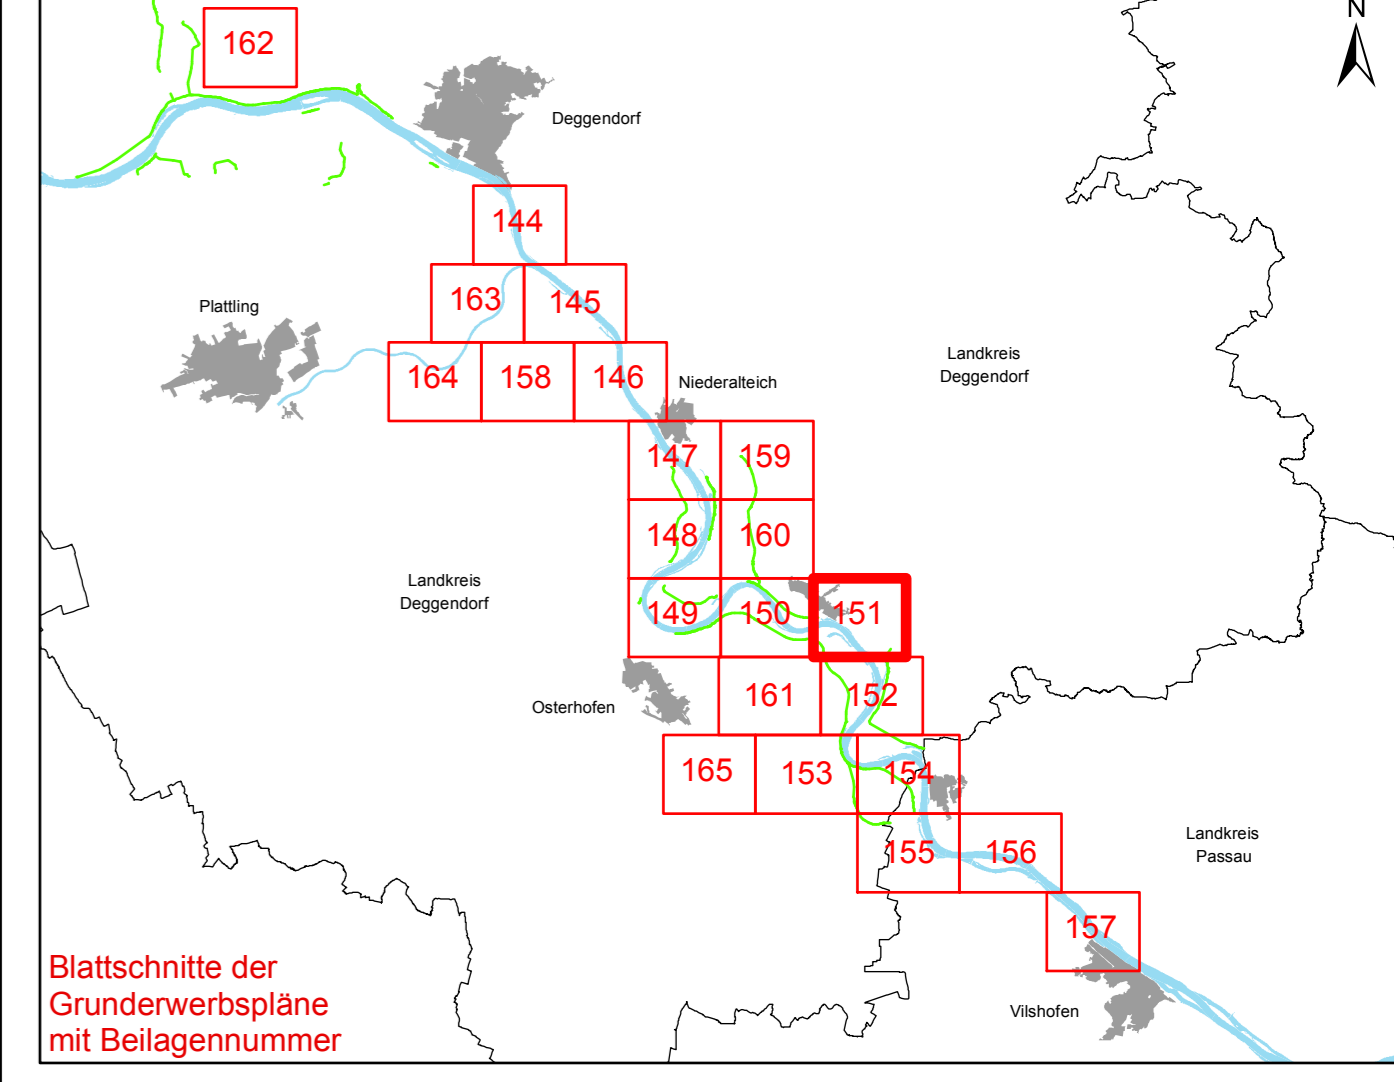 N
162
Deggendorf
144
163
145
Plattling
164
158
146
Niederalteich
Landkreis
Deggendorf
147
159
148
160
Landkreis
Deggendorf
149
150
151
Osterhofen
161
152
165
153
154
155
156
Landkreis
Passau
157
Vilshofen
Blattschnitte der
Grunderwerbspläne
mit Beilagennummer